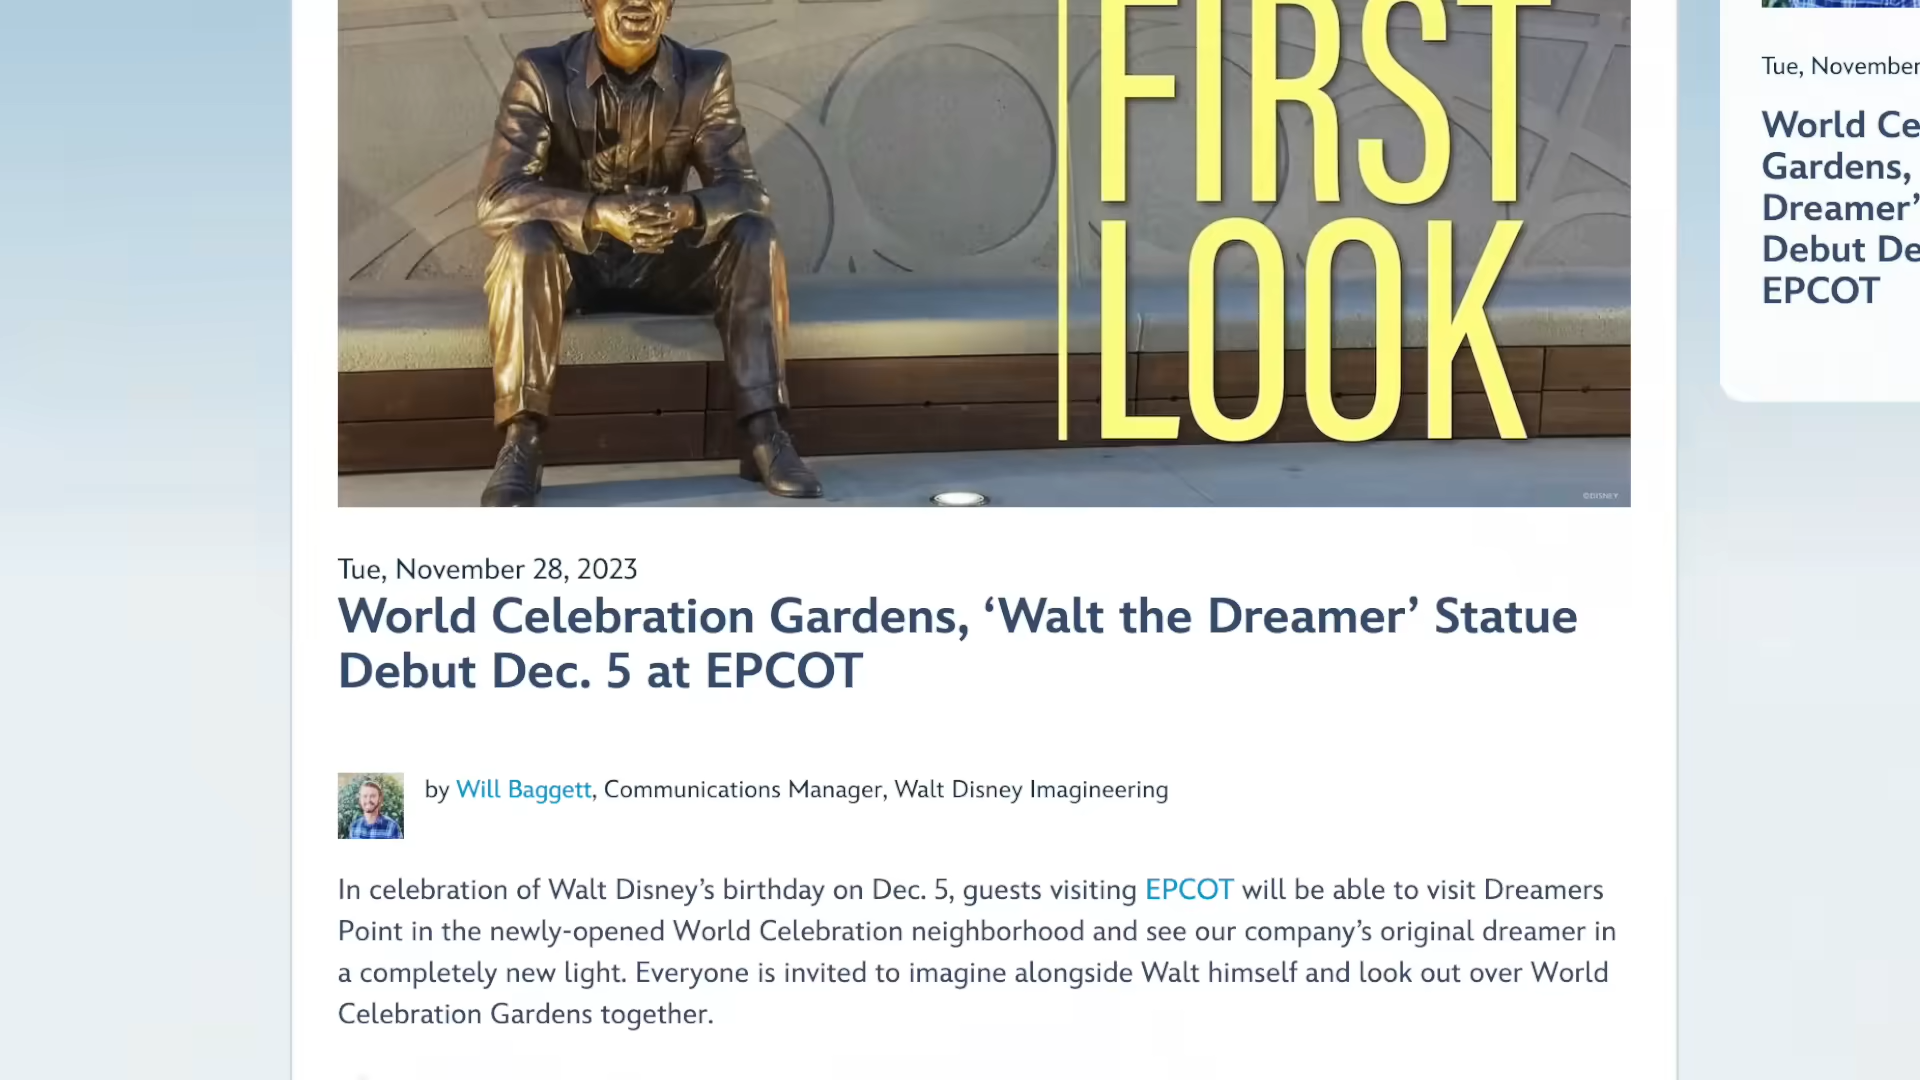 FIRST
LOOK
©DISNEY
Tue, November 28, 2023
World Celebration Gardens, ‘Walt the Dreamer’ Statue
Debut Dec. 5 at EPCOT
by Will Baggett, Communications Manager, Walt Disney Imagineering
In celebration of Walt Disney’s birthday on Dec. 5, guests visiting EPCOT will be able to visit Dreamers
Point in the newly-opened World Celebration neighborhood and see our company’s original dreamer in
a completely new light. Everyone is invited to imagine alongside Walt himself and look out over World
Celebration Gardens together.
Tue, November
World Ce
Gardens,
Dreamer’
Debut De
EPCOT